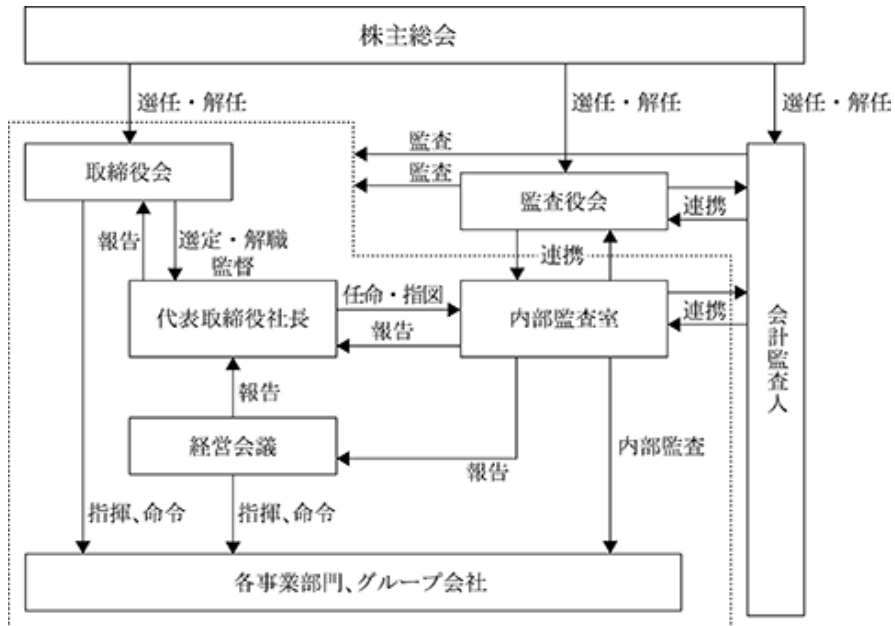 株主総会
選任・解任
選任・解任
選任・解任
監査
取締役会
監査
監査役会
連携
報告
選定・解職
監督
連携
任命・指図
代表取締役社長
内部監査室
連携
報告
会計監査人
報告
経営会議
報告
内部監査
指揮、命令
指揮、命令
各事業部門、グループ会社